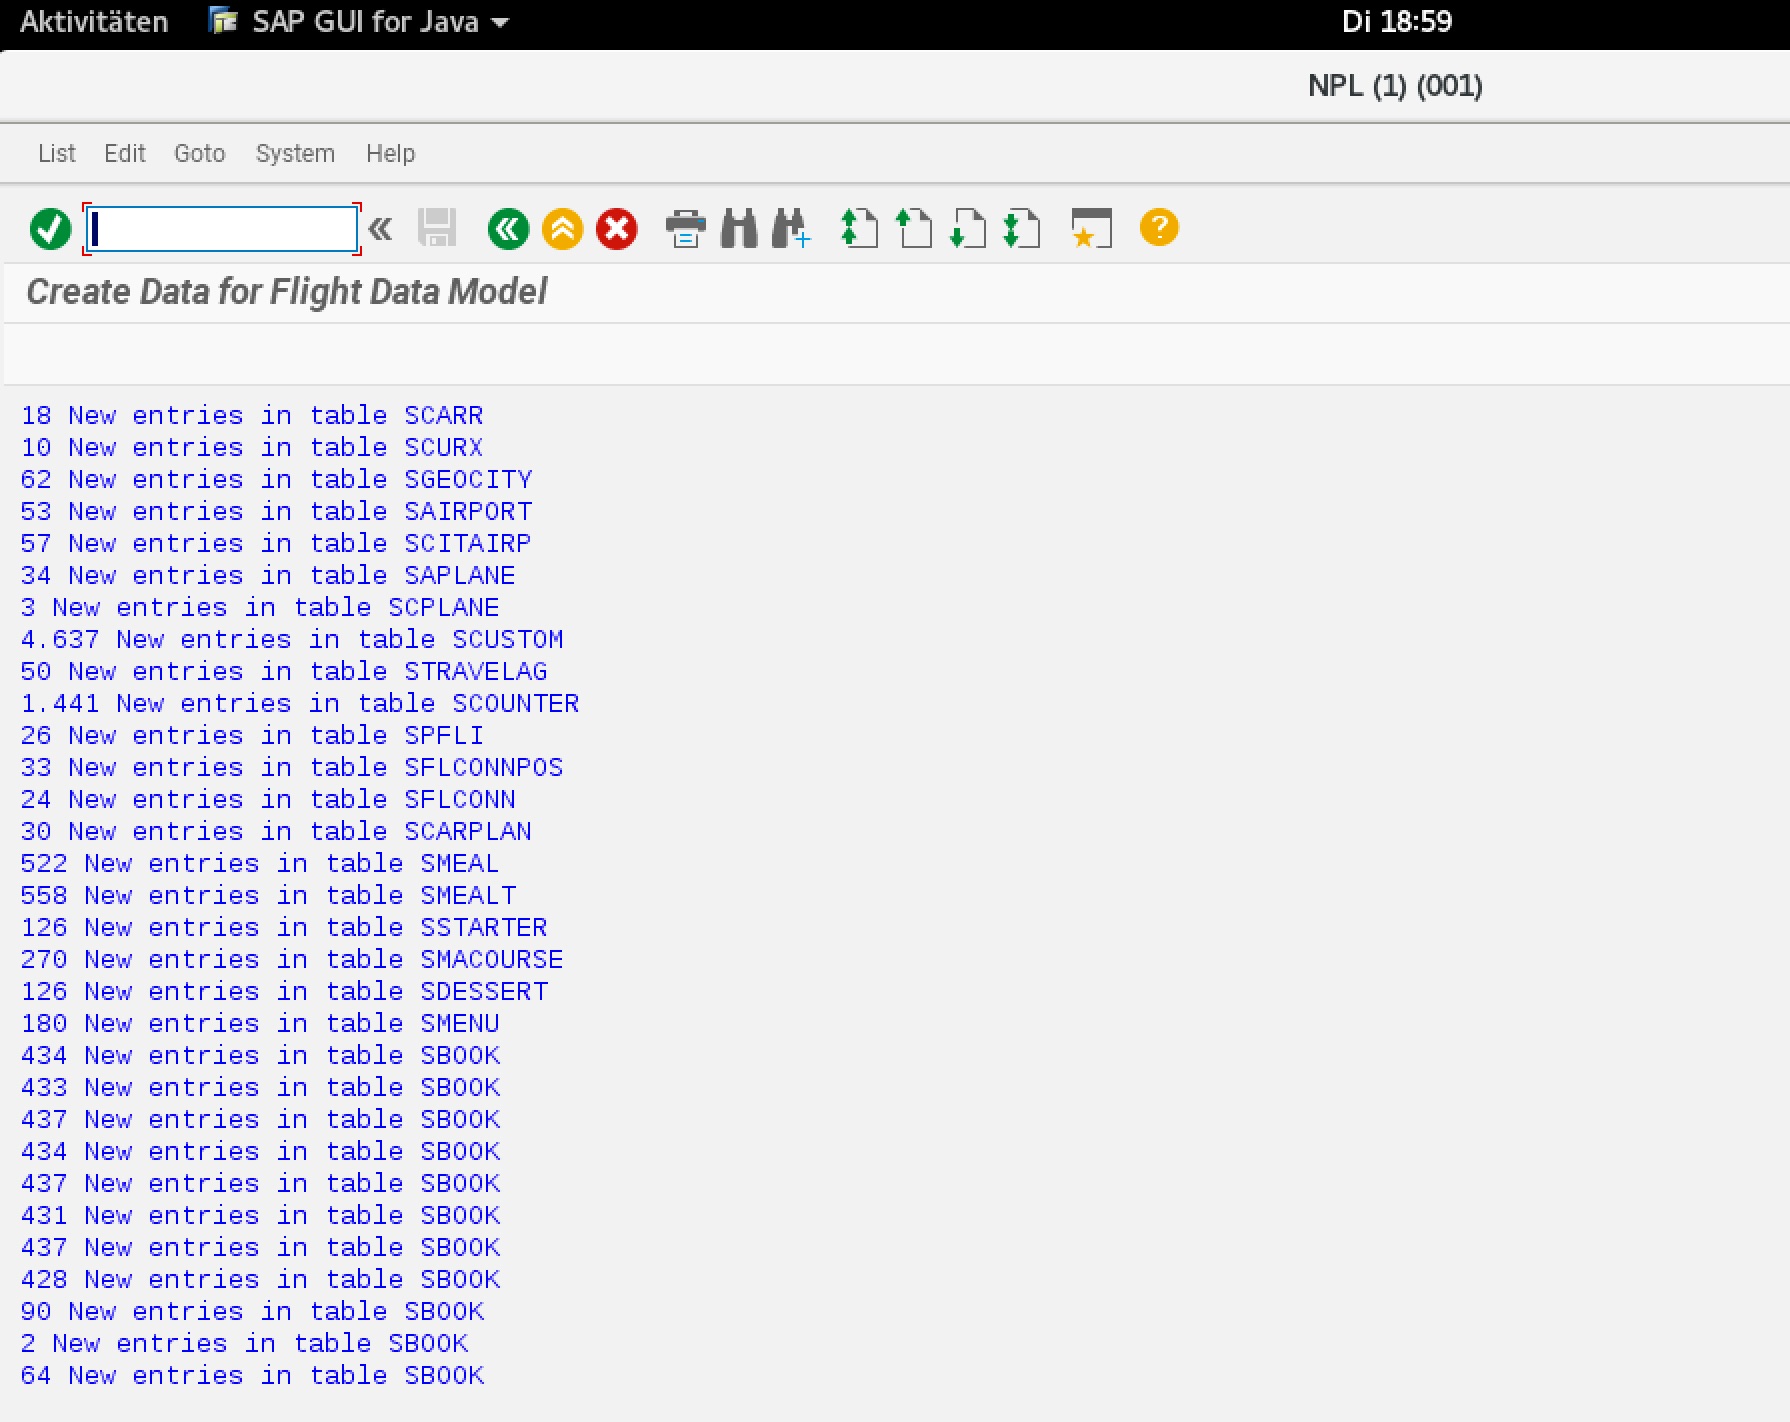 Aktivitäten SAP GUI for Java Di 18:59
NPL (1) (001)
List Edit Goto System Help
Create Data for Flight Data Model
18 New entries in table SCARR
10 New entries in table SCURX
62 New entries in table SGEOCITY
53 New entries in table SAIRPORT
57 New entries in table SCITAIRP
34 New entries in table SAPLANE
3 New entries in table SCPLANE
4.637 New entries in table SCUSTOM
50 New entries in table STRAVELAG
1.441 New entries in table SCOUNTER
26 New entries in table SPFLI
33 New entries in table SFLCONNPOS
24 New entries in table SFLCONN
30 New entries in table SCARPLAN
522 New entries in table SMEAL
558 New entries in table SMEALT
126 New entries in table SSTARTER
270 New entries in table SMACOURSE
126 New entries in table SDESSERT
180 New entries in table SMENU
434 New entries in table SBOOK
433 New entries in table SBOOK
437 New entries in table SBOOK
434 New entries in table SBOOK
437 New entries in table SBOOK
431 New entries in table SBOOK
437 New entries in table SBOOK
428 New entries in table SBOOK
90 New entries in table SBOOK
2 New entries in table SBOOK
64 New entries in table SBOOK